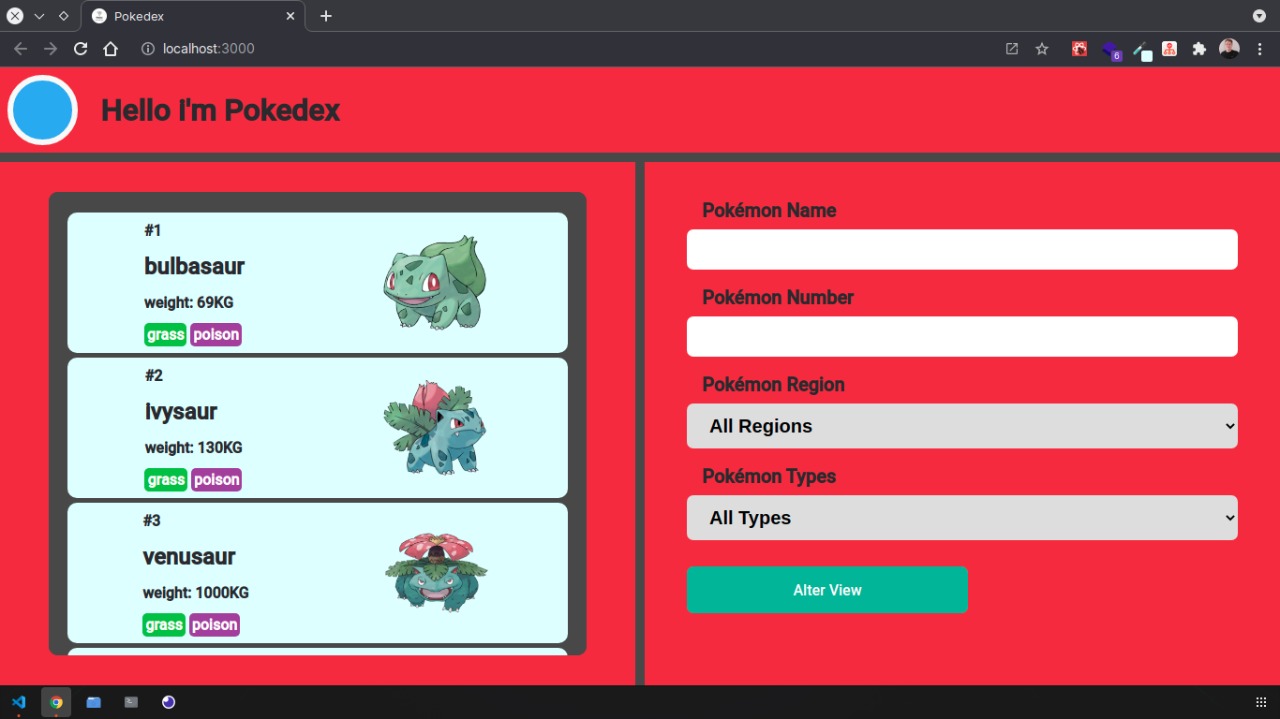 Pokedex
localhost:3000
6
Hello I'm Pokedex
#1
bulbasaur
weight: 69KG
grass poison
#2
ivysaur
weight: 130KG
grass poison
#3
venusaur
weight: 1000KG
grass poison
Pokémon Name
Pokémon Number
Pokémon Region
All Regions
Pokémon Types
All Types
Alter View